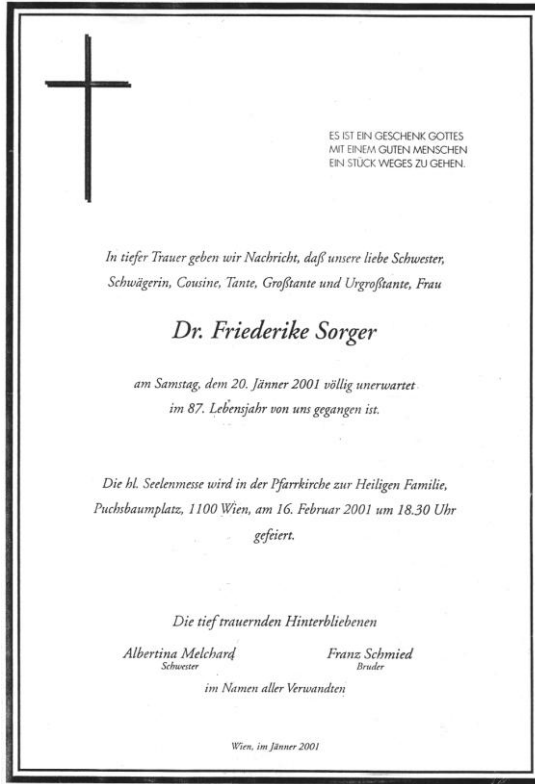 ES IST EIN GESCHENK GOTTES
MIT EINEM GUTEN MENSCHEN
EIN STÜCK WEGES ZU GEHEN.
In tiefer Trauer geben wir Nachricht, daß unsere liebe Schwester,
Schwägerin, Cousine, Tante, Großtante und Urgroßtante, Frau
Dr. Friederike Sorger
am Samstag, dem 20. Jänner 2001 völlig unerwartet
im 87. Lebensjahr von uns gegangen ist.
Die hl. Seelenmesse wird in der Pfarrkirche zur Heiligen Familie,
Puchsbaumplatz, 1100 Wien, am 16. Februar 2001 um 18.30 Uhr
gefeiert.
Die tief trauernden Hinterbliebenen
Albertina Melchard Franz Schmied
Schwester Bruder
im Namen aller Verwandten
Wien, im Jänner 2001